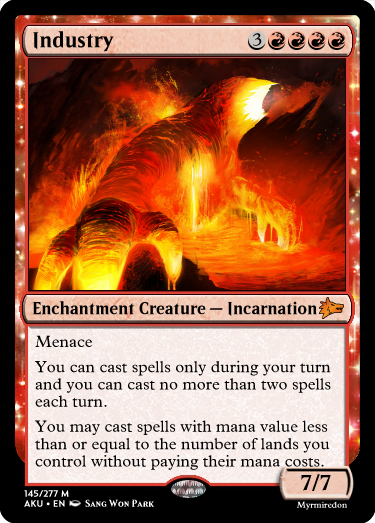 Industry 3
Enchantment Creature — Incarnation
Menace
You can cast spells only during your turn
and you can cast no more than two spells
each turn.
You may cast spells with mana value less
than or equal to the number of lands you
control without paying their mana costs.
7/7
145/277 M
AKU • EN Sang Won Park
Myrmiredon